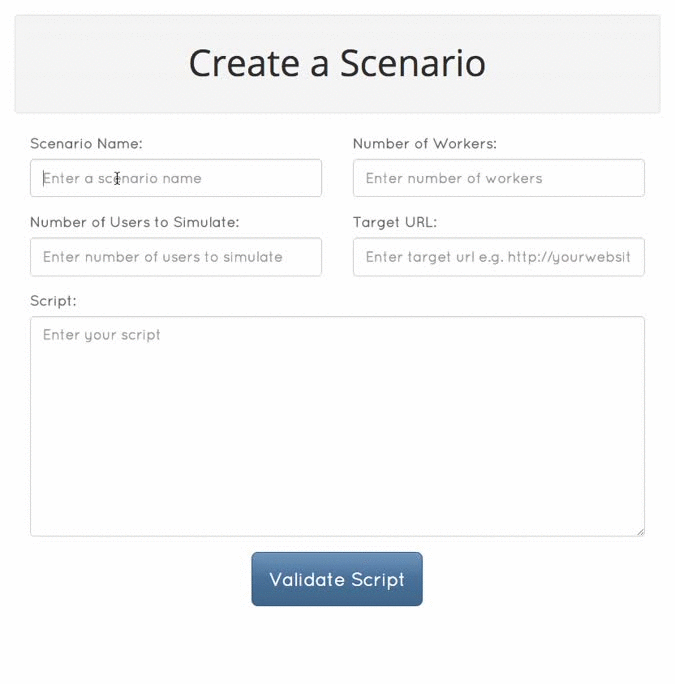 Create a Scenario
Scenario Name:
Number of Workers:
Enter a scenario name
Enter number of workers
Number of Users to Simulate:
Target URL:
Enter number of users to simulate
Enter target url e.g. http://yourwebsit
Script:
Enter your script
Validate Script